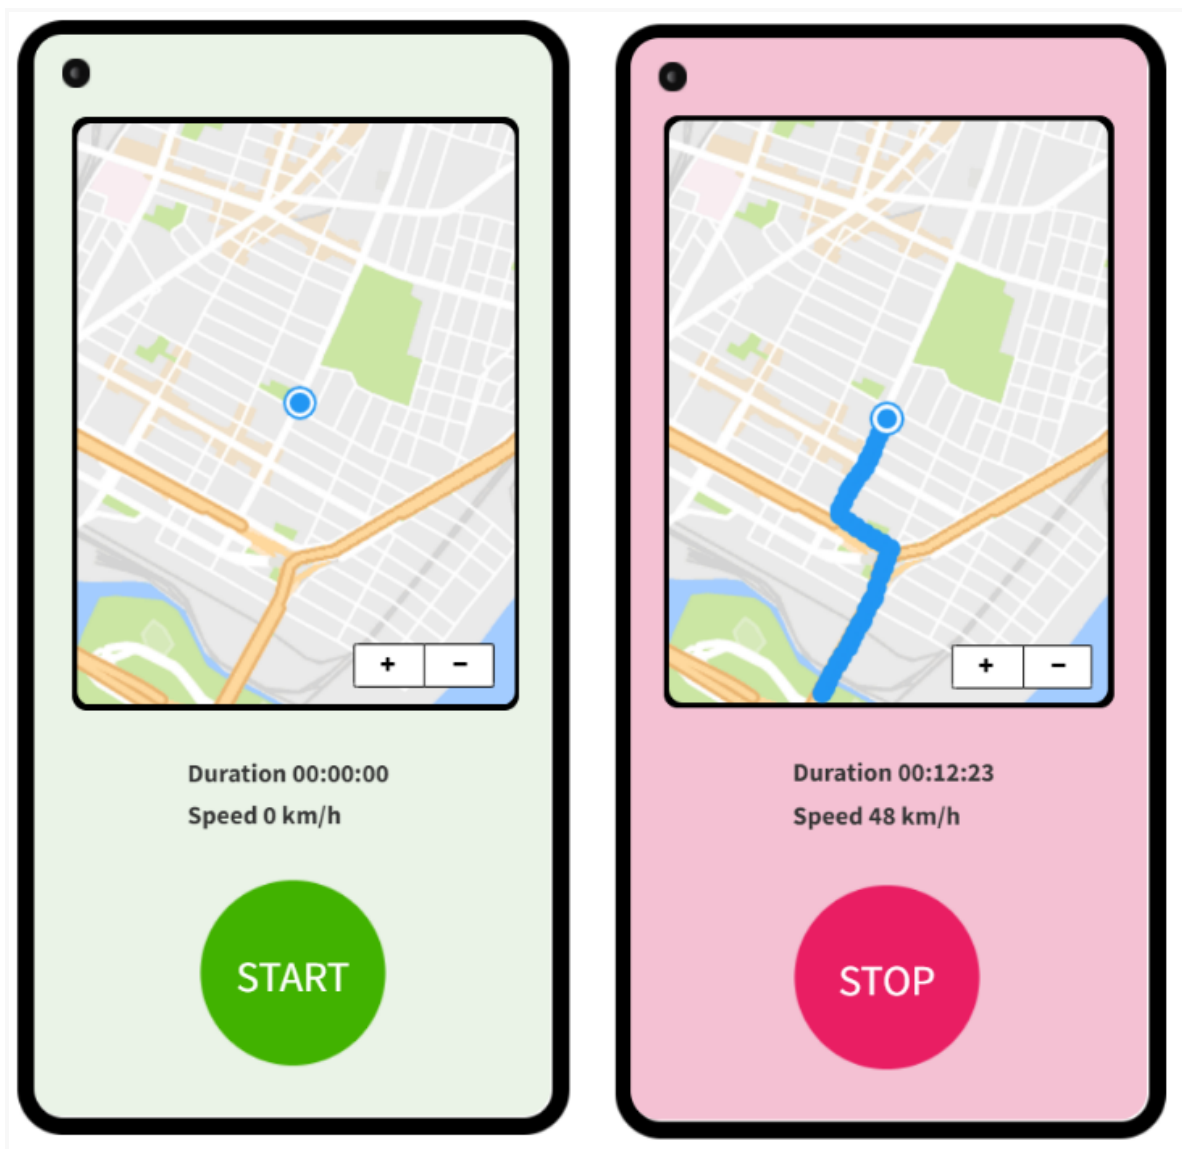 + −
Duration 00:00:00
Speed 0 km/h
START
+ −
Duration 00:12:23
Speed 48 km/h
STOP